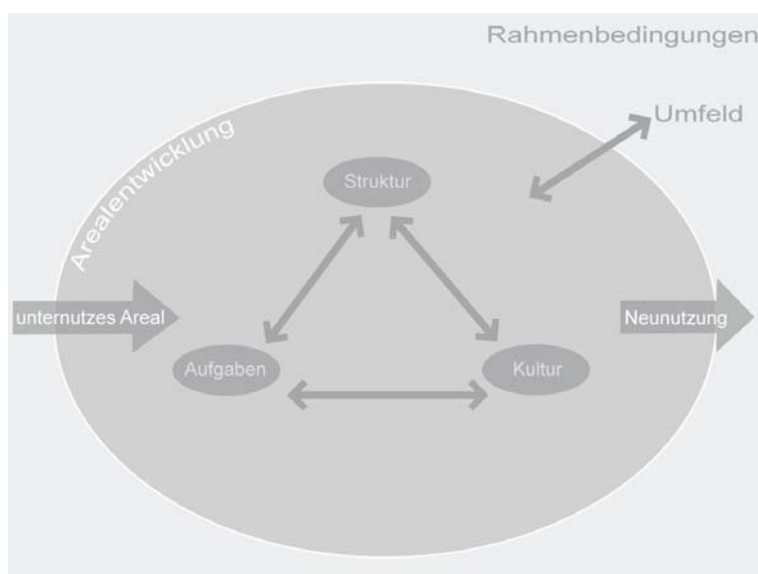 Rahmenbedingungen
Umfeld
Arealentwicklung
Struktur
unternutzes Areal
Neunutzung
Aufgaben
Kultur